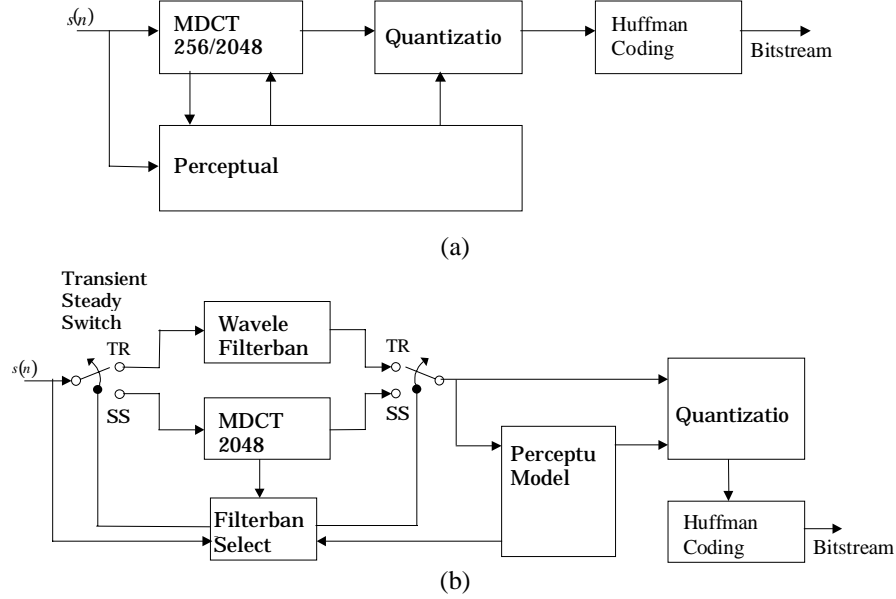 s(n)
MDCT
256/2048
Quantizatio
Huffman
Coding
Bitstream
Perceptual
(a)
Transient
Steady
Switch
s(n)
TR
SS
Wavele
Filterban
MDCT
2048
TR
SS
Filterban
Select
Perceptu
Model
Quantizatio
Huffman
Coding
Bitstream
(b)